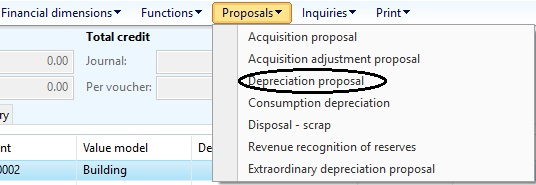 Financial dimensions Functions Proposals Inquiries Print
Total credit
0.00 Journal:
0.00 Per voucher:
Acquisition proposal
Acquisition adjustment proposal
Depreciation proposal
Consumption depreciation
Disposal - scrap
Revenue recognition of reserves
Extraordinary depreciation proposal
ry
nt Value model De
0002 Building